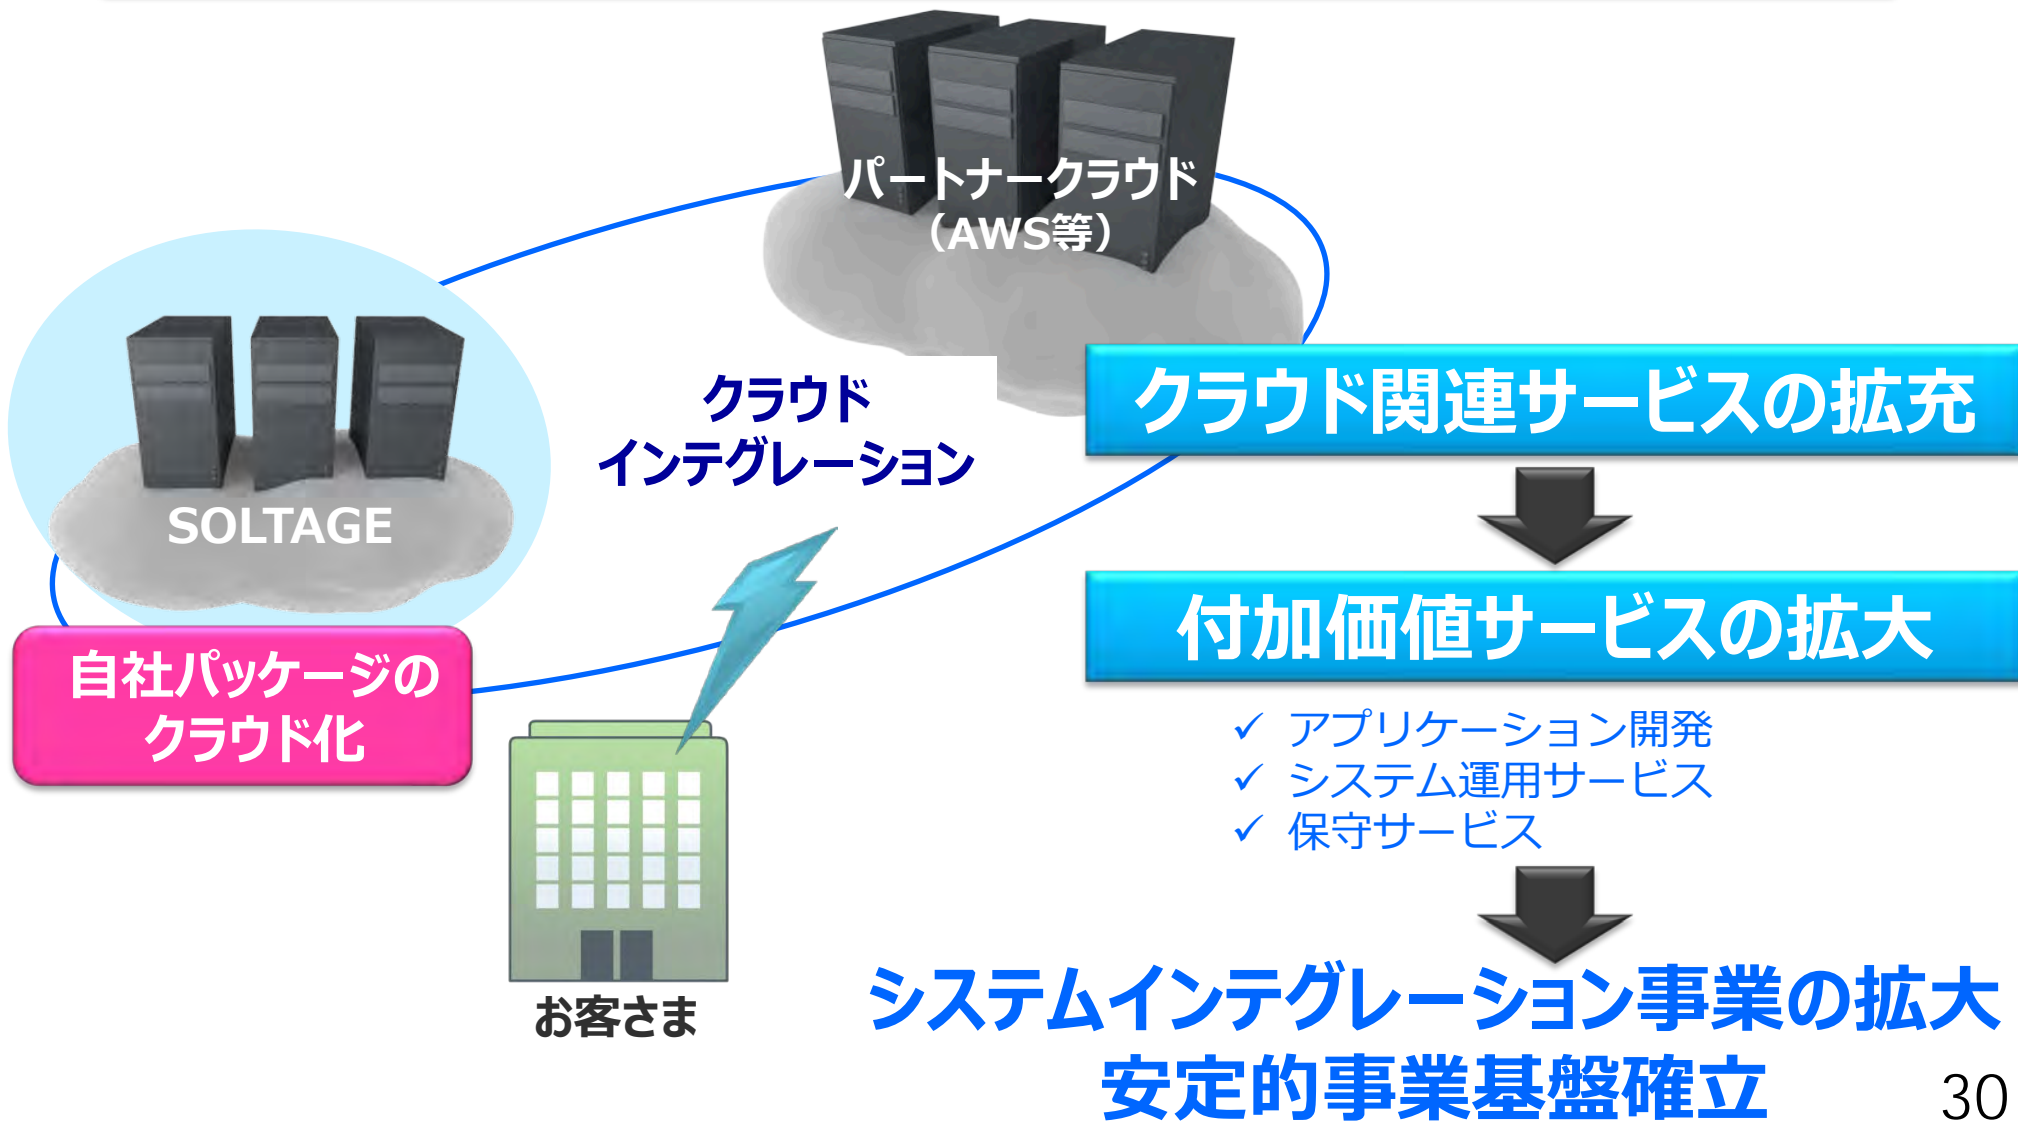 パートナークラウド
（AWS等）
SOLTAGE
クラウド
インテグレーション
自社パッケージの
クラウド化
お客さま
クラウド関連サービスの拡充
付加価値サービスの拡大
✓ アプリケーション開発
✓ システム運用サービス
✓ 保守サービス
システムインテグレーション事業の拡大
安定的事業基盤確立
30